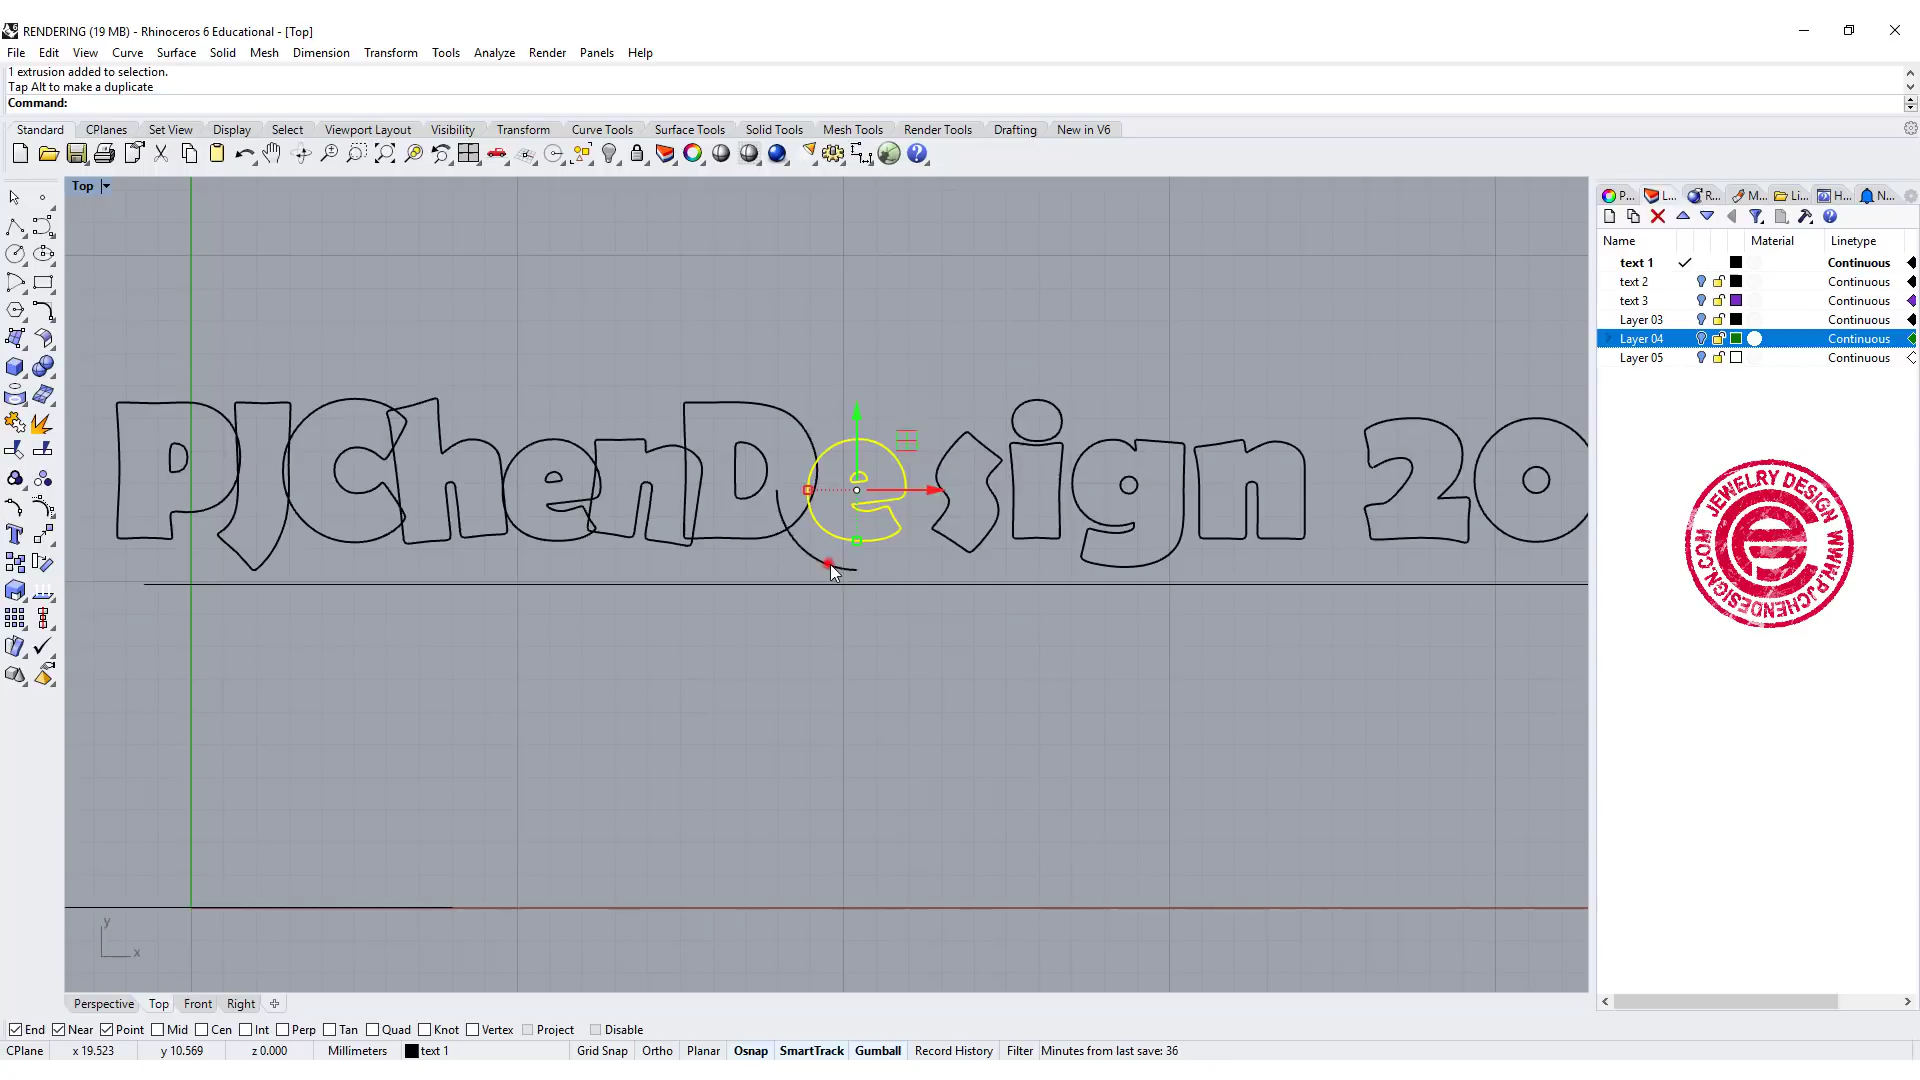 RENDERING (19 MB) - Rhinoceros 6 Educational - [Top]
File Edit View Curve Surface Solid Mesh Dimension Transform Tools Analyze Render Panels Help
1 extrusion added to selection.
Tap Alt to make a duplicate
Command:
Standard CPlanes Set View Display Select Viewport Layout Visibility Transform Curve Tools Surface Tools Solid Tools Mesh Tools Render Tools Drafting New in V6
Top
P... L... R... M... Li... H... N...
Name Material Linetype
text 1 Continuous
text 2 Continuous
text 3 Continuous
Layer 03 Continuous
Layer 04 Continuous
Layer 05 Continuous
PJChenDesign 20
JEWELRY DESIGN
WWW.PJCHENDESIGN.COM
y
x
Perspective Top Front Right
End Near Point Mid Cen Int Perp Tan Quad Knot Vertex Project Disable
CPlane x 19.523 y 10.569 z 0.000 Millimeters text 1 Grid Snap Ortho Planar Osnap SmartTrack Gumball Record History Filter Minutes from last save: 36